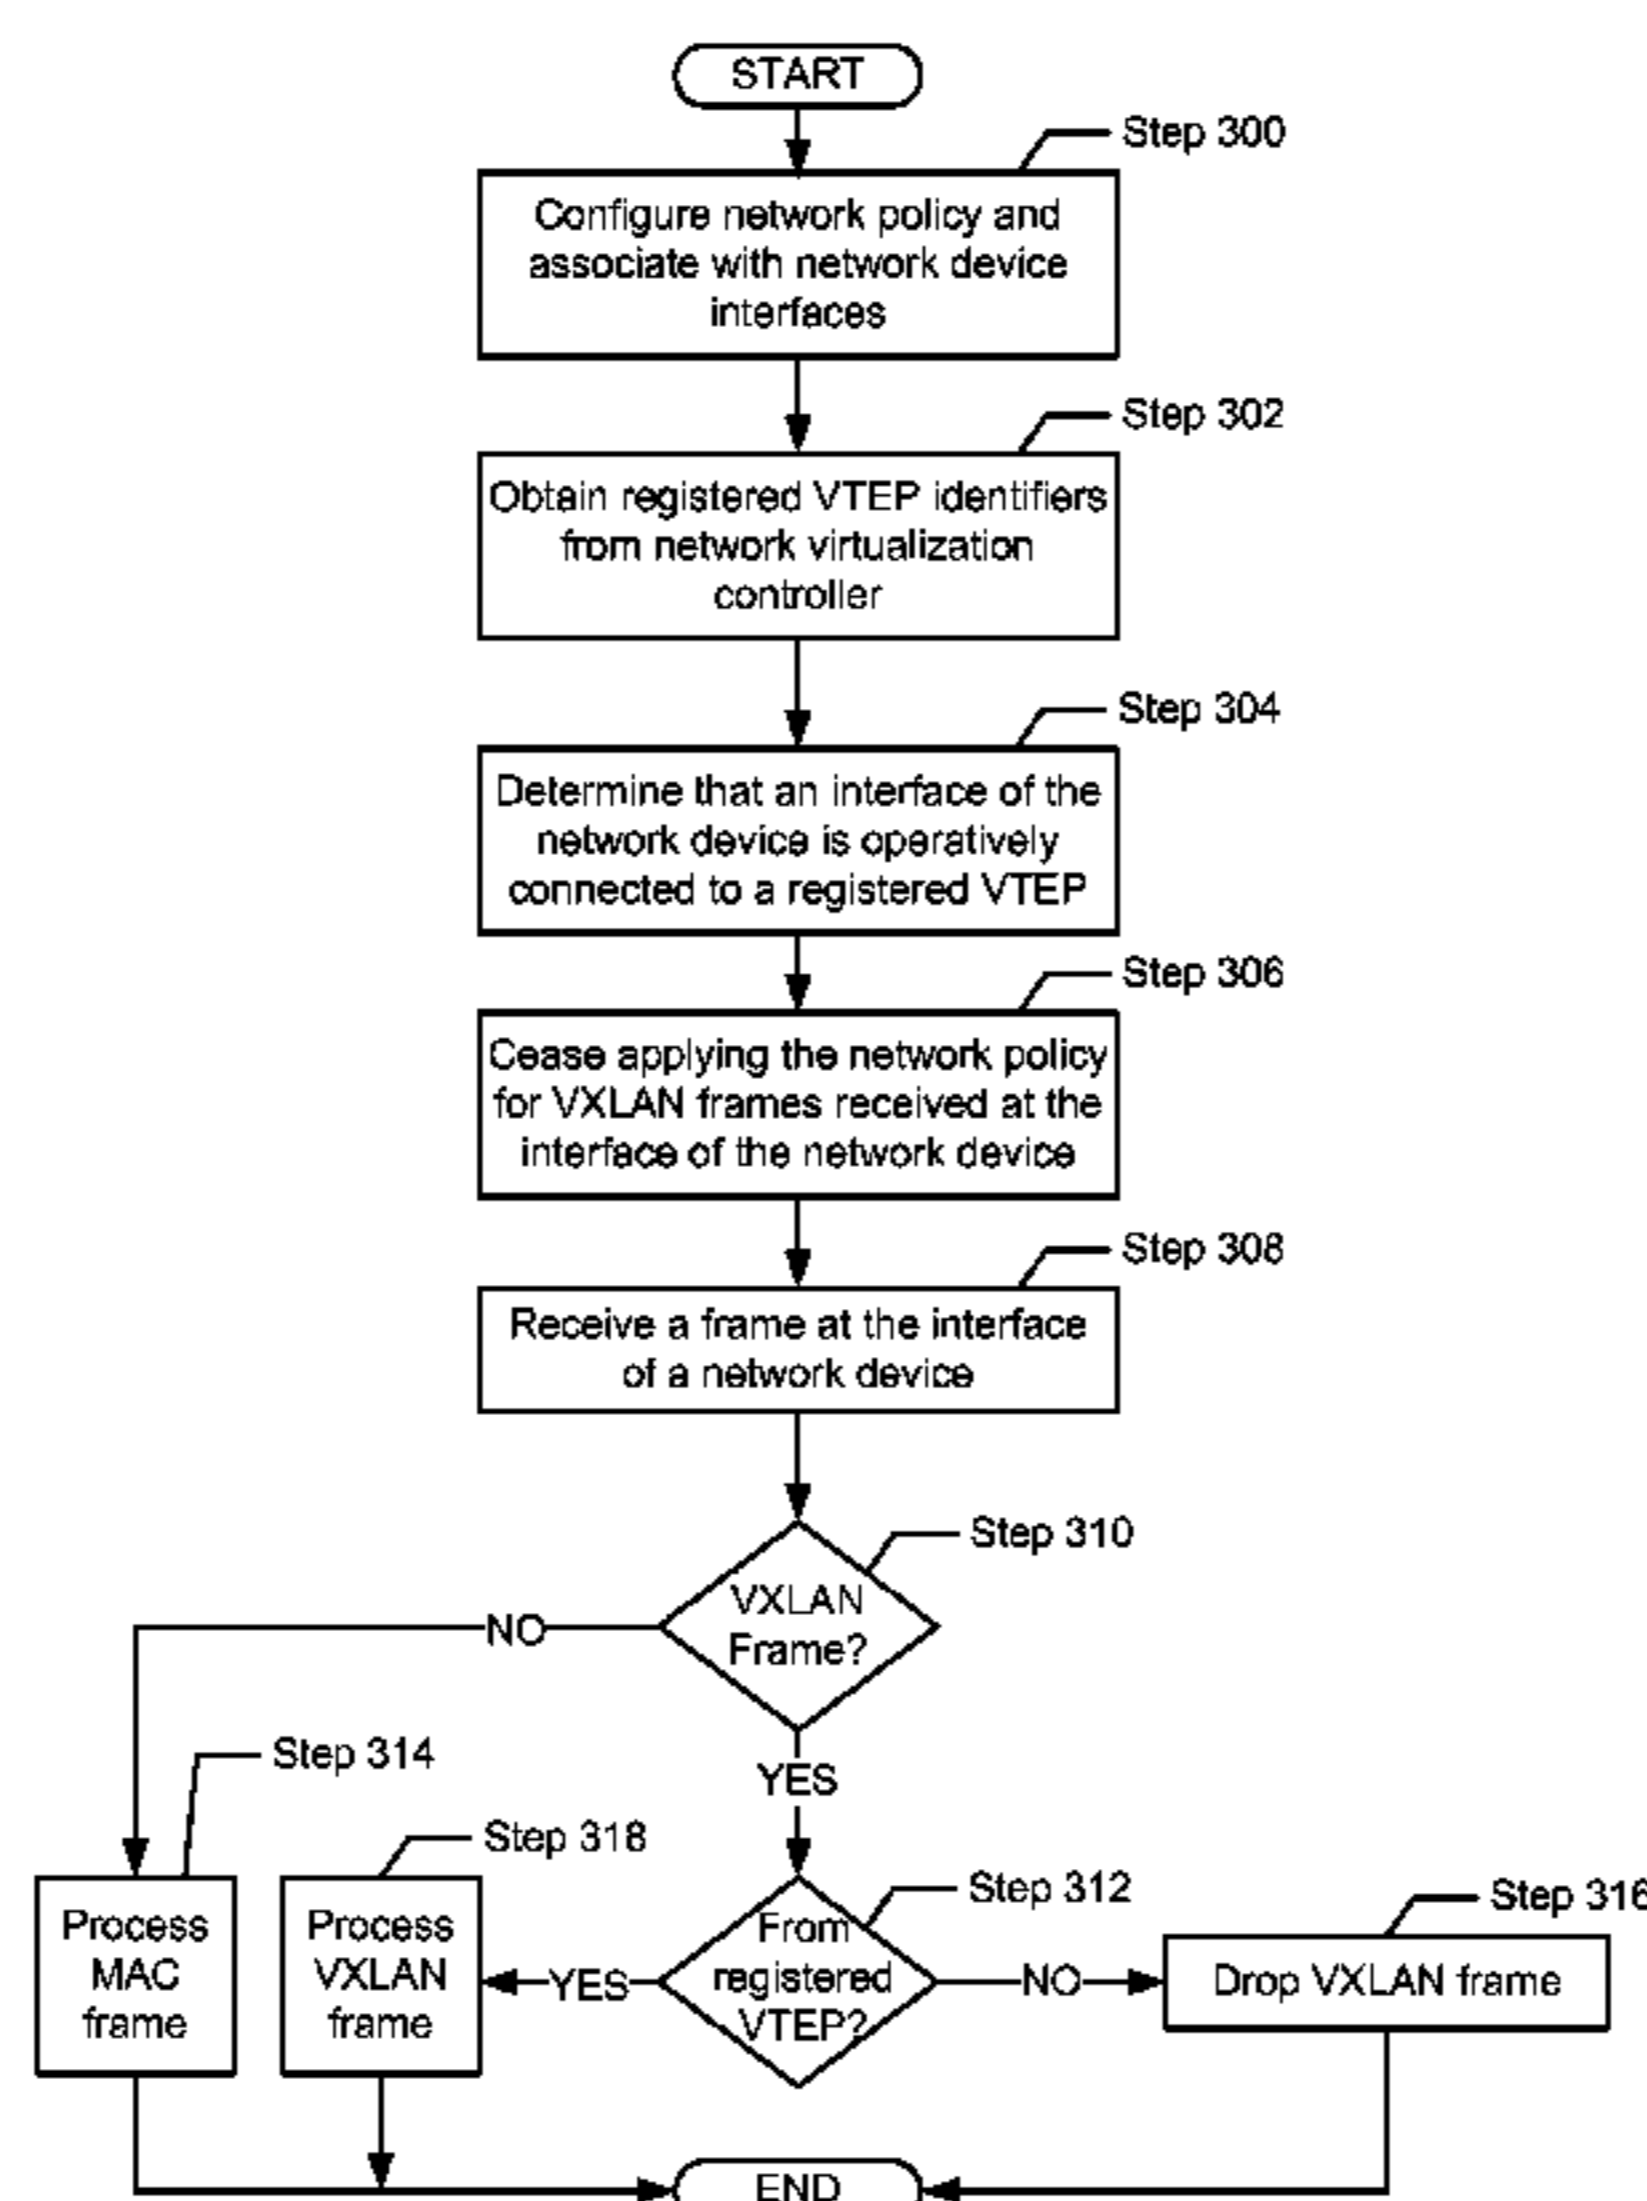 START
Step 300
Configure network policy and
associate with network device
interfaces
Step 302
Obtain registered VTEP identifiers
from network virtualization
controller
Step 304
Determine that an interface of the
network device is operatively
connected to a registered VTEP
Step 306
Cease applying the network policy
for VXLAN frames received at the
interface of the network device
Step 308
Receive a frame at the interface
of a network device
Step 310
VXLAN
Frame?
NO
YES
Step 314
Process
MAC
frame
Step 318
Process
VXLAN
frame
YES
Step 312
From
registered
VTEP?
NO
Step 316
Drop VXLAN frame
END